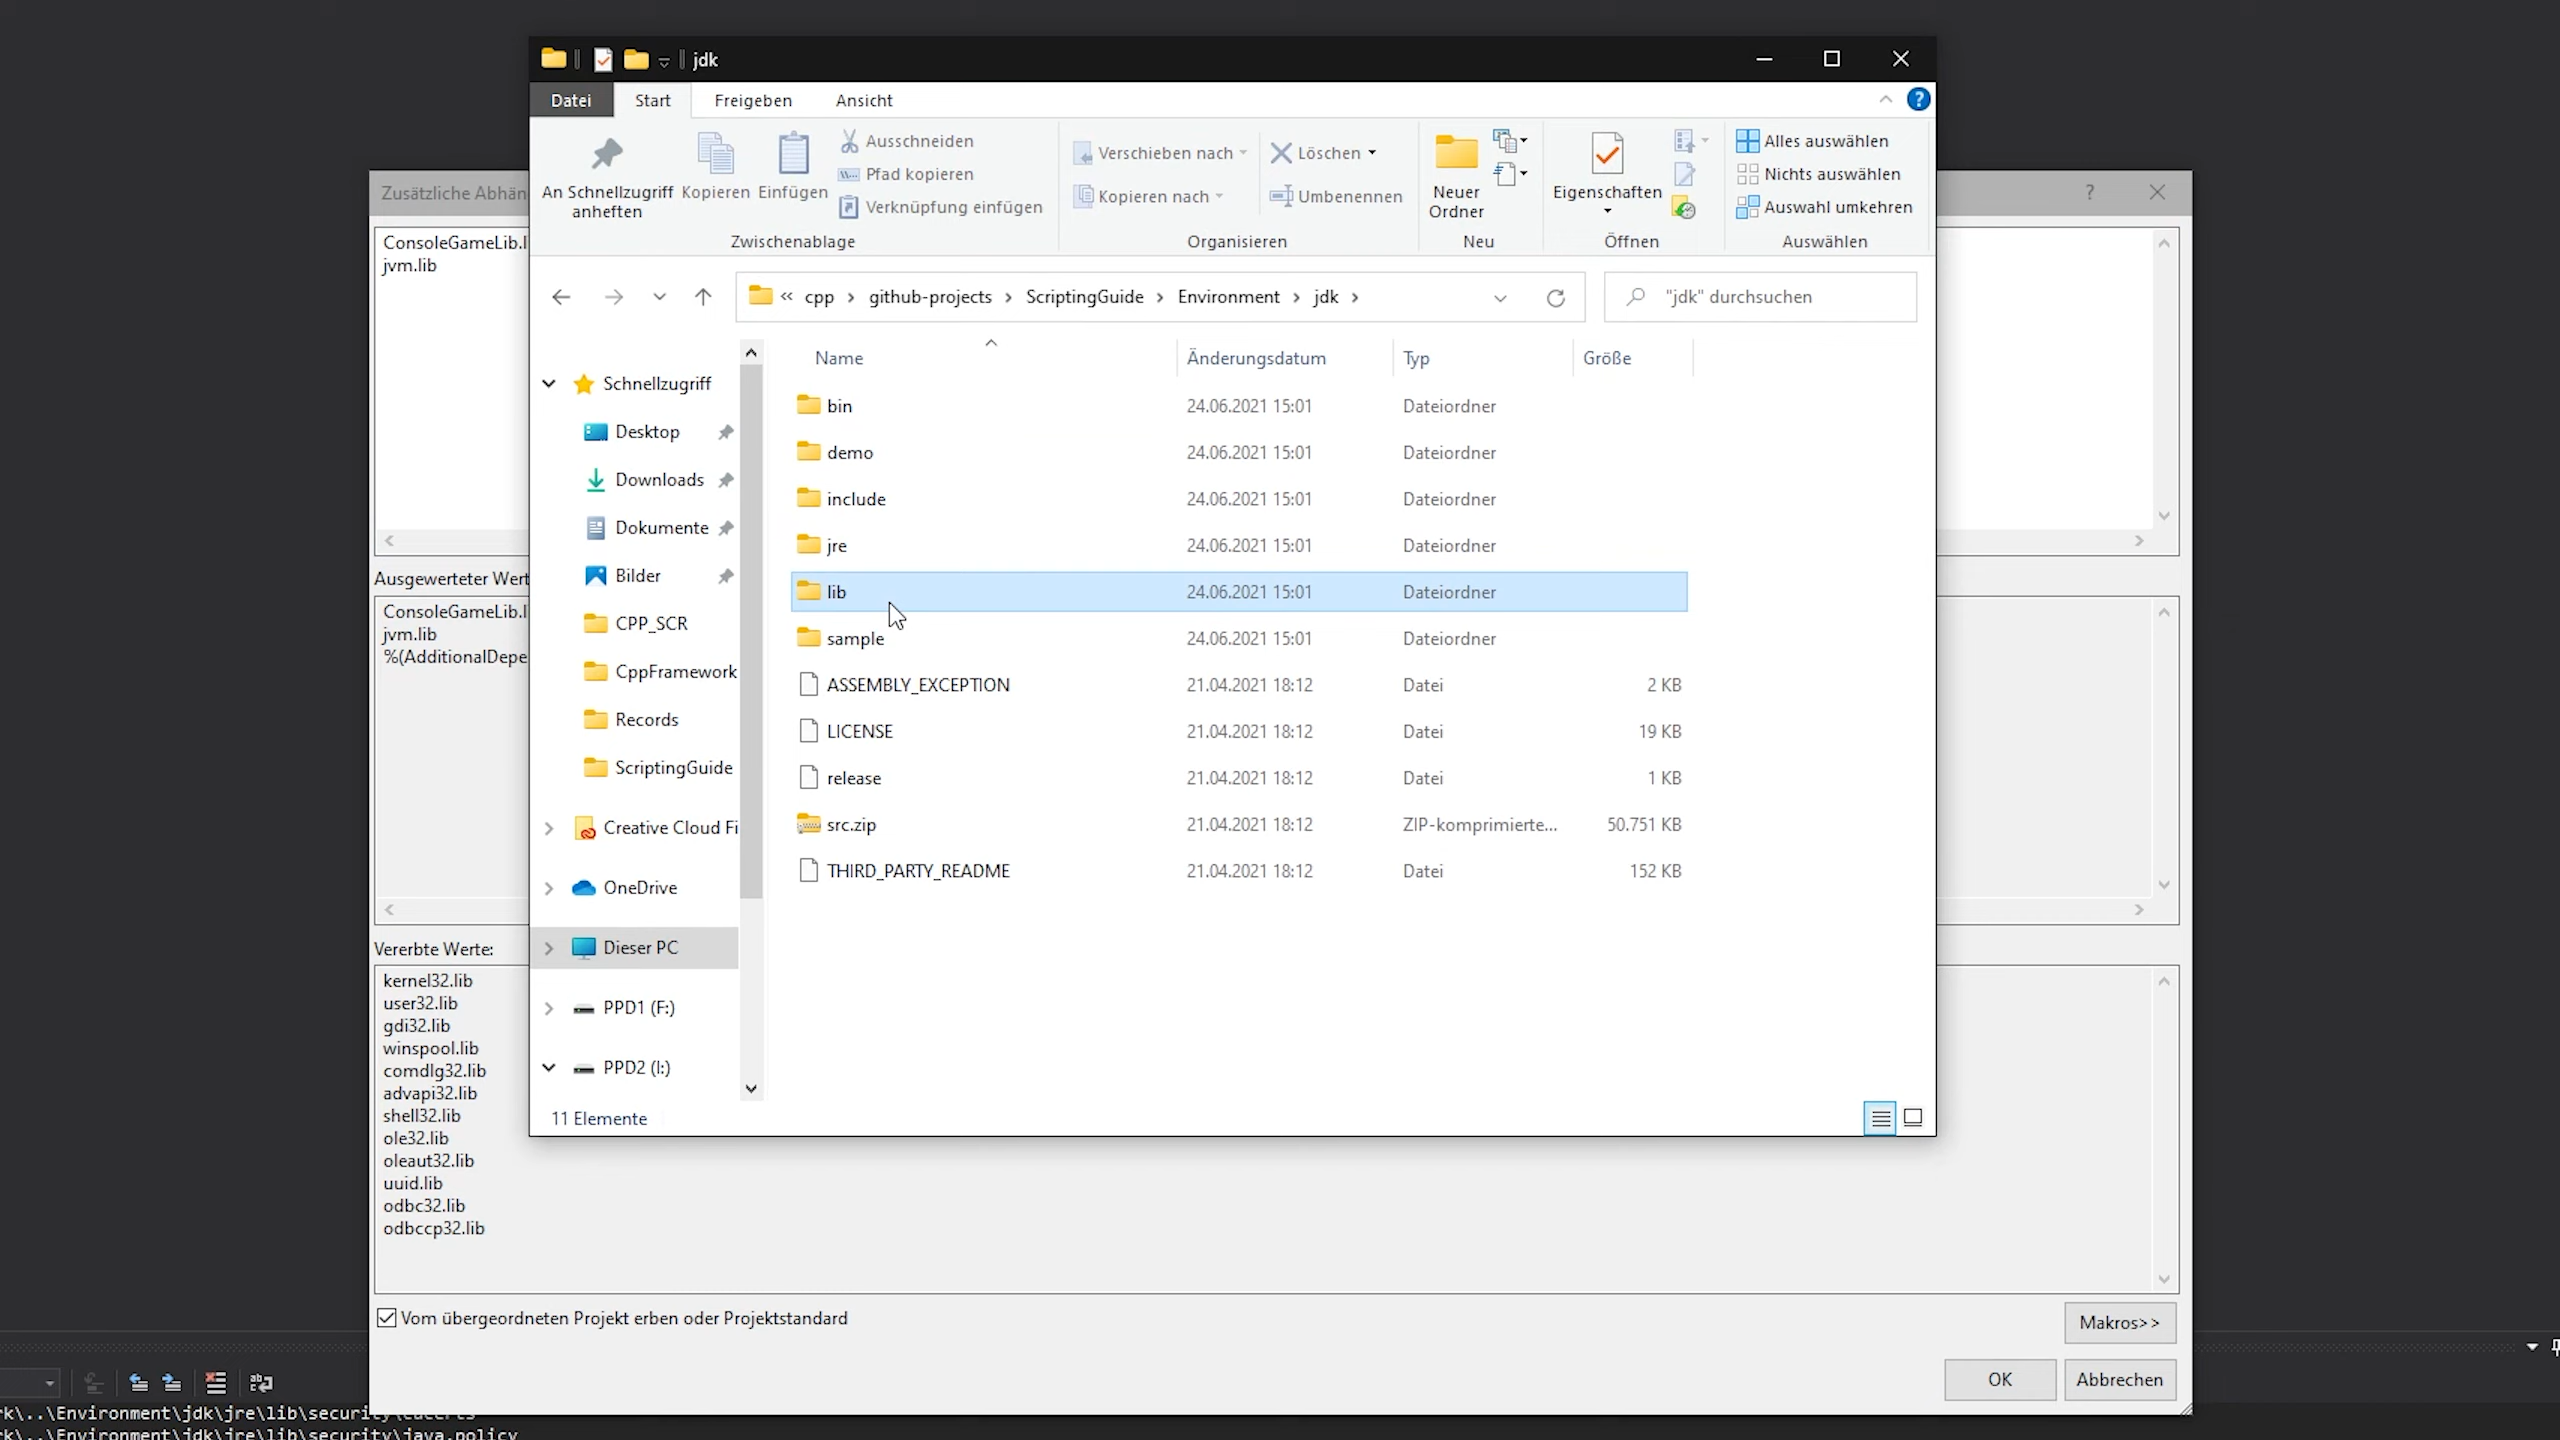 jdk
Datei Start Freigeben Ansicht
An Schnellzugriff anheften
Kopieren
Einfügen
Ausschneiden
Pfad kopieren
Verknüpfung einfügen
Zwischenablage
Verschieben nach
Kopieren nach
Löschen
Umbenennen
Organisieren
Neuer Ordner
Neu
Eigenschaften
Öffnen
Alles auswählen
Nichts auswählen
Auswahl umkehren
Auswählen
« cpp › github-projects › ScriptingGuide › Environment › jdk ›
"jdk" durchsuchen
Schnellzugriff
Desktop
Downloads
Dokumente
Bilder
CPP_SCR
CppFramework
Records
ScriptingGuide
Creative Cloud Fi
OneDrive
Dieser PC
PPD1 (F:)
PPD2 (I:)
Name Änderungsdatum Typ Größe
bin 24.06.2021 15:01 Dateiordner
demo 24.06.2021 15:01 Dateiordner
include 24.06.2021 15:01 Dateiordner
jre 24.06.2021 15:01 Dateiordner
lib 24.06.2021 15:01 Dateiordner
sample 24.06.2021 15:01 Dateiordner
ASSEMBLY_EXCEPTION 21.04.2021 18:12 Datei 2 KB
LICENSE 21.04.2021 18:12 Datei 19 KB
release 21.04.2021 18:12 Datei 1 KB
src.zip 21.04.2021 18:12 ZIP-komprimierte... 50.751 KB
THIRD_PARTY_README 21.04.2021 18:12 Datei 152 KB
11 Elemente
Zusätzliche Abhän
?
ConsoleGameLib.l
jvm.lib
Ausgewerteter Wert
ConsoleGameLib.l
jvm.lib
%(AdditionalDepe
Vererbte Werte:
kernel32.lib
user32.lib
gdi32.lib
winspool.lib
comdlg32.lib
advapi32.lib
shell32.lib
ole32.lib
oleaut32.lib
uuid.lib
odbc32.lib
odbccp32.lib
Vom übergeordneten Projekt erben oder Projektstandard
Makros>>
OK
Abbrechen
rk\..\Environment\jdk\jre\lib\security\
rk\..\Environment\jdk\jre\lib\security\java.policy